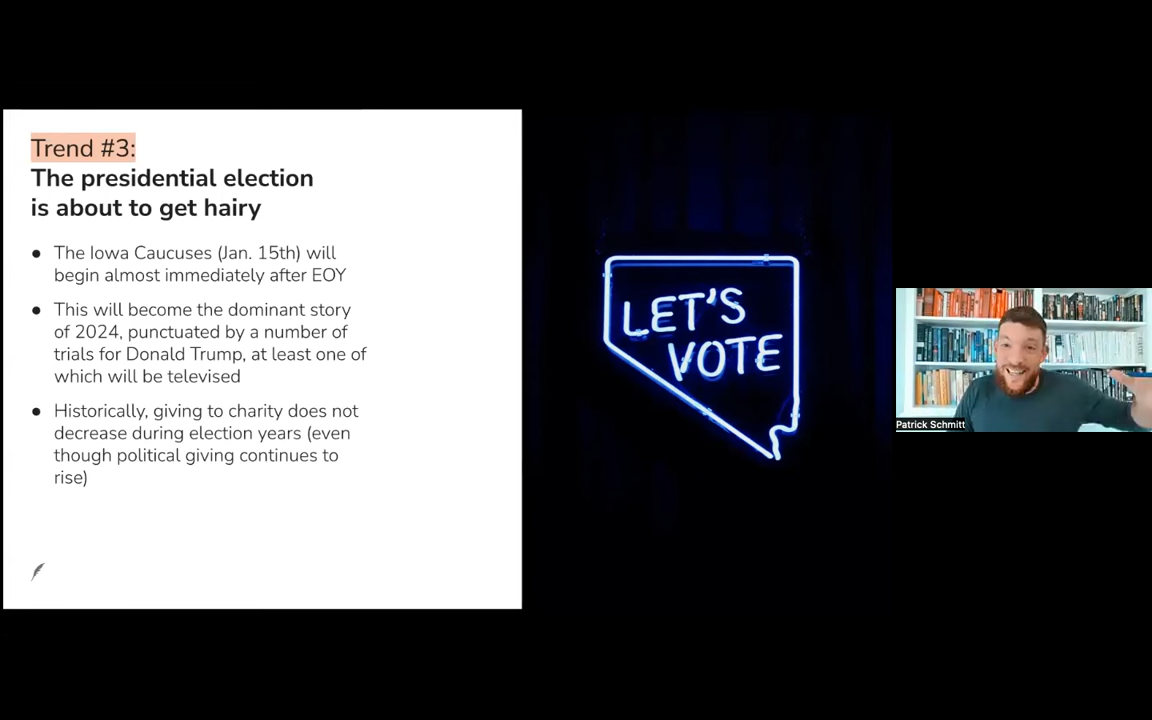 Trend #3:
The presidential election
is about to get hairy
● The Iowa Caucuses (Jan. 15th) will
begin almost immediately after EOY
● This will become the dominant story
of 2024, punctuated by a number of
trials for Donald Trump, at least one of
which will be televised
● Historically, giving to charity does not
decrease during election years (even
though political giving continues to
rise)
LET'S
VOTE
Patrick Schmitt